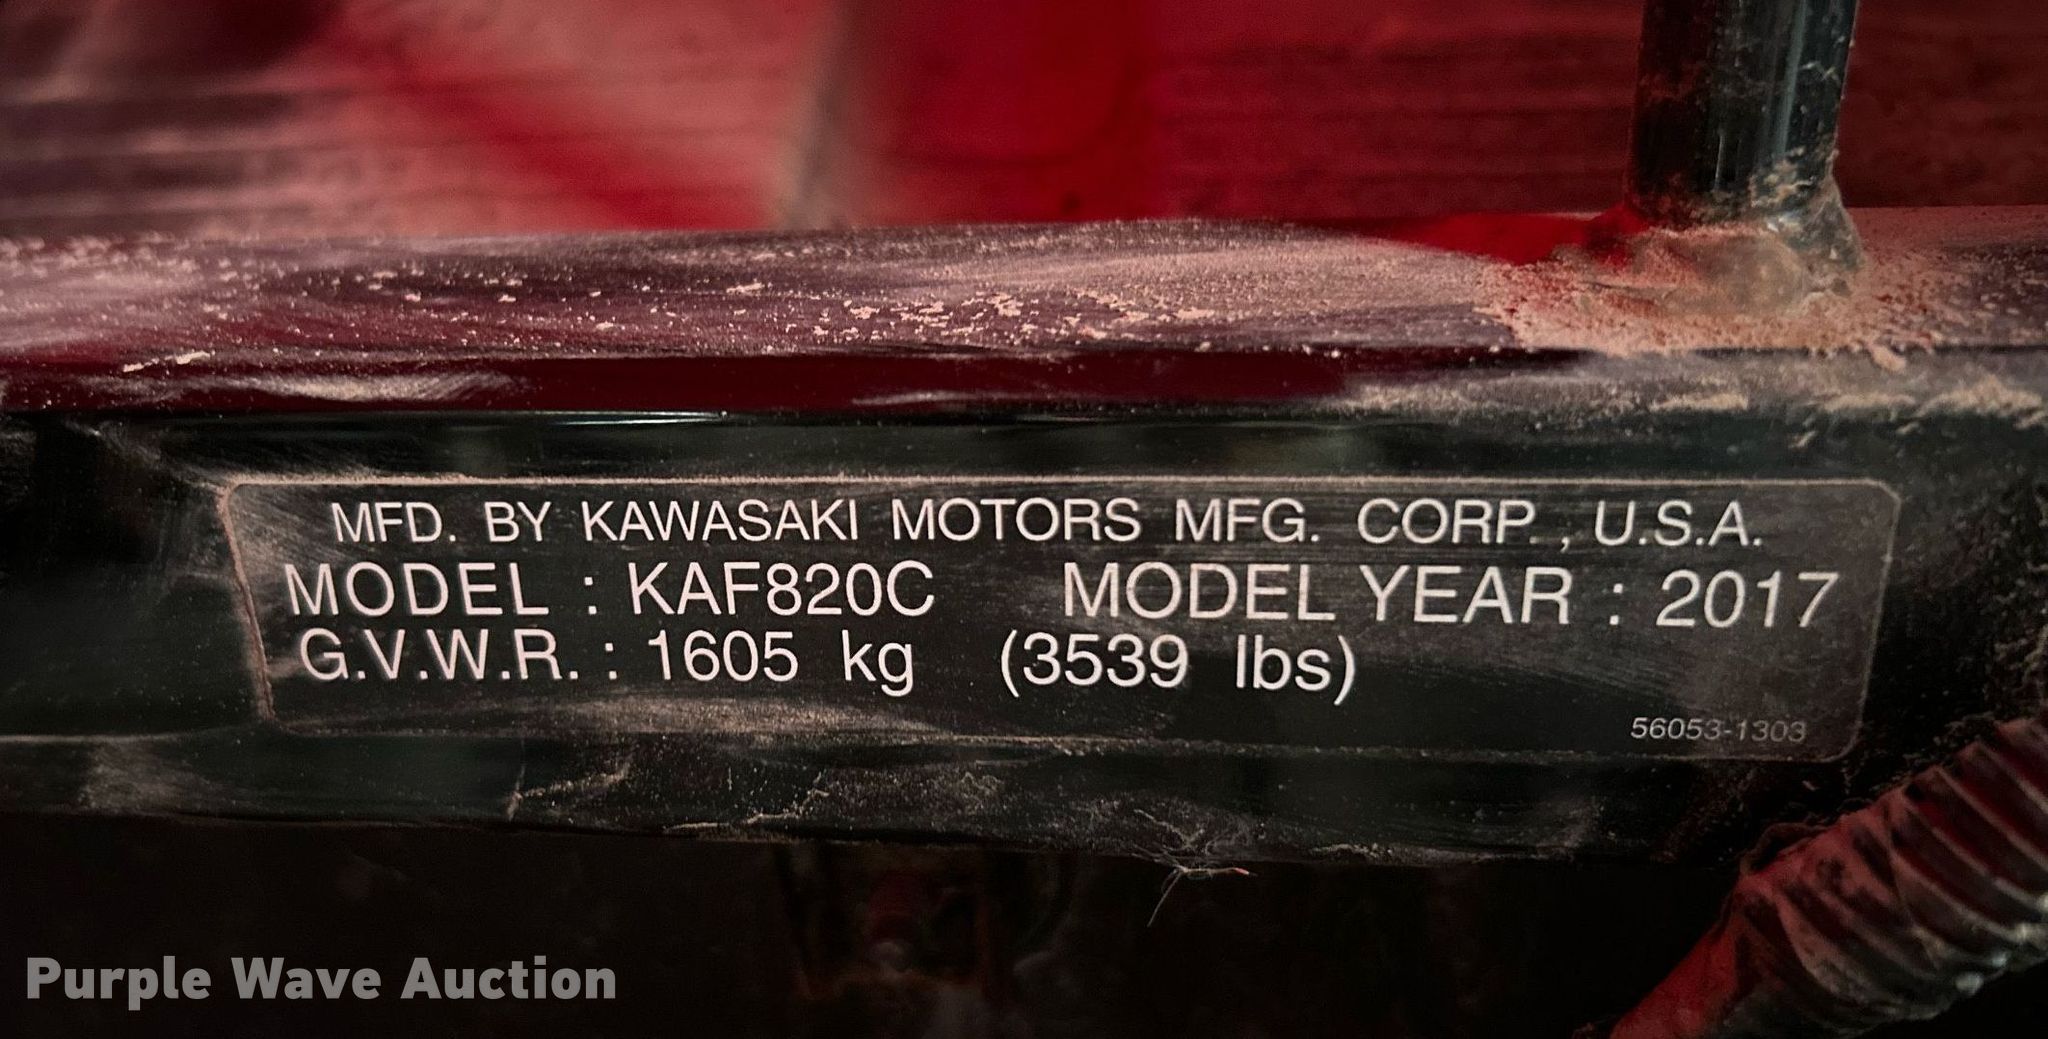 MFD. BY KAWASAKI MOTORS MFG. CORP., U.S.A.
MODEL : KAF820C MODEL YEAR : 2017
G.V.W.R. : 1605 kg (3539 lbs)
56053-1303
Purple Wave Auction